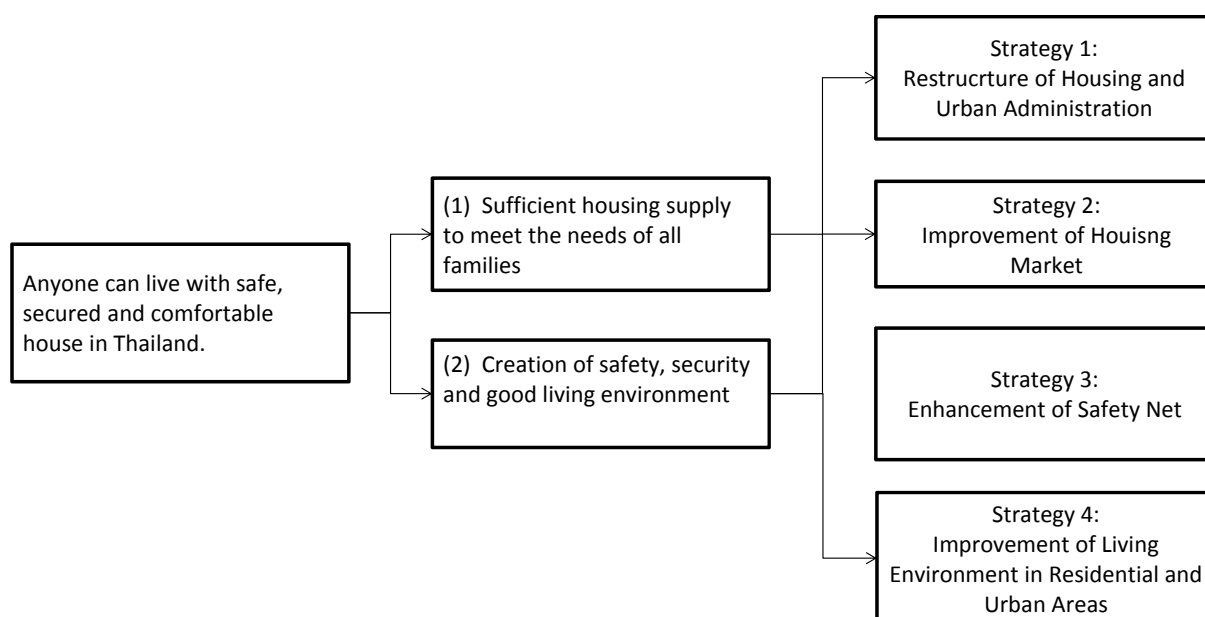 Anyone can live with safe,
secured and comfortable
house in Thailand.
(1) Sufficient housing supply
to meet the needs of all
families
(2) Creation of safety, security
and good living environment
Strategy 1:
Restrucrture of Housing and
Urban Administration
Strategy 2:
Improvement of Houisng
Market
Strategy 3:
Enhancement of Safety Net
Strategy 4:
Improvement of Living
Environment in Residential and
Urban Areas